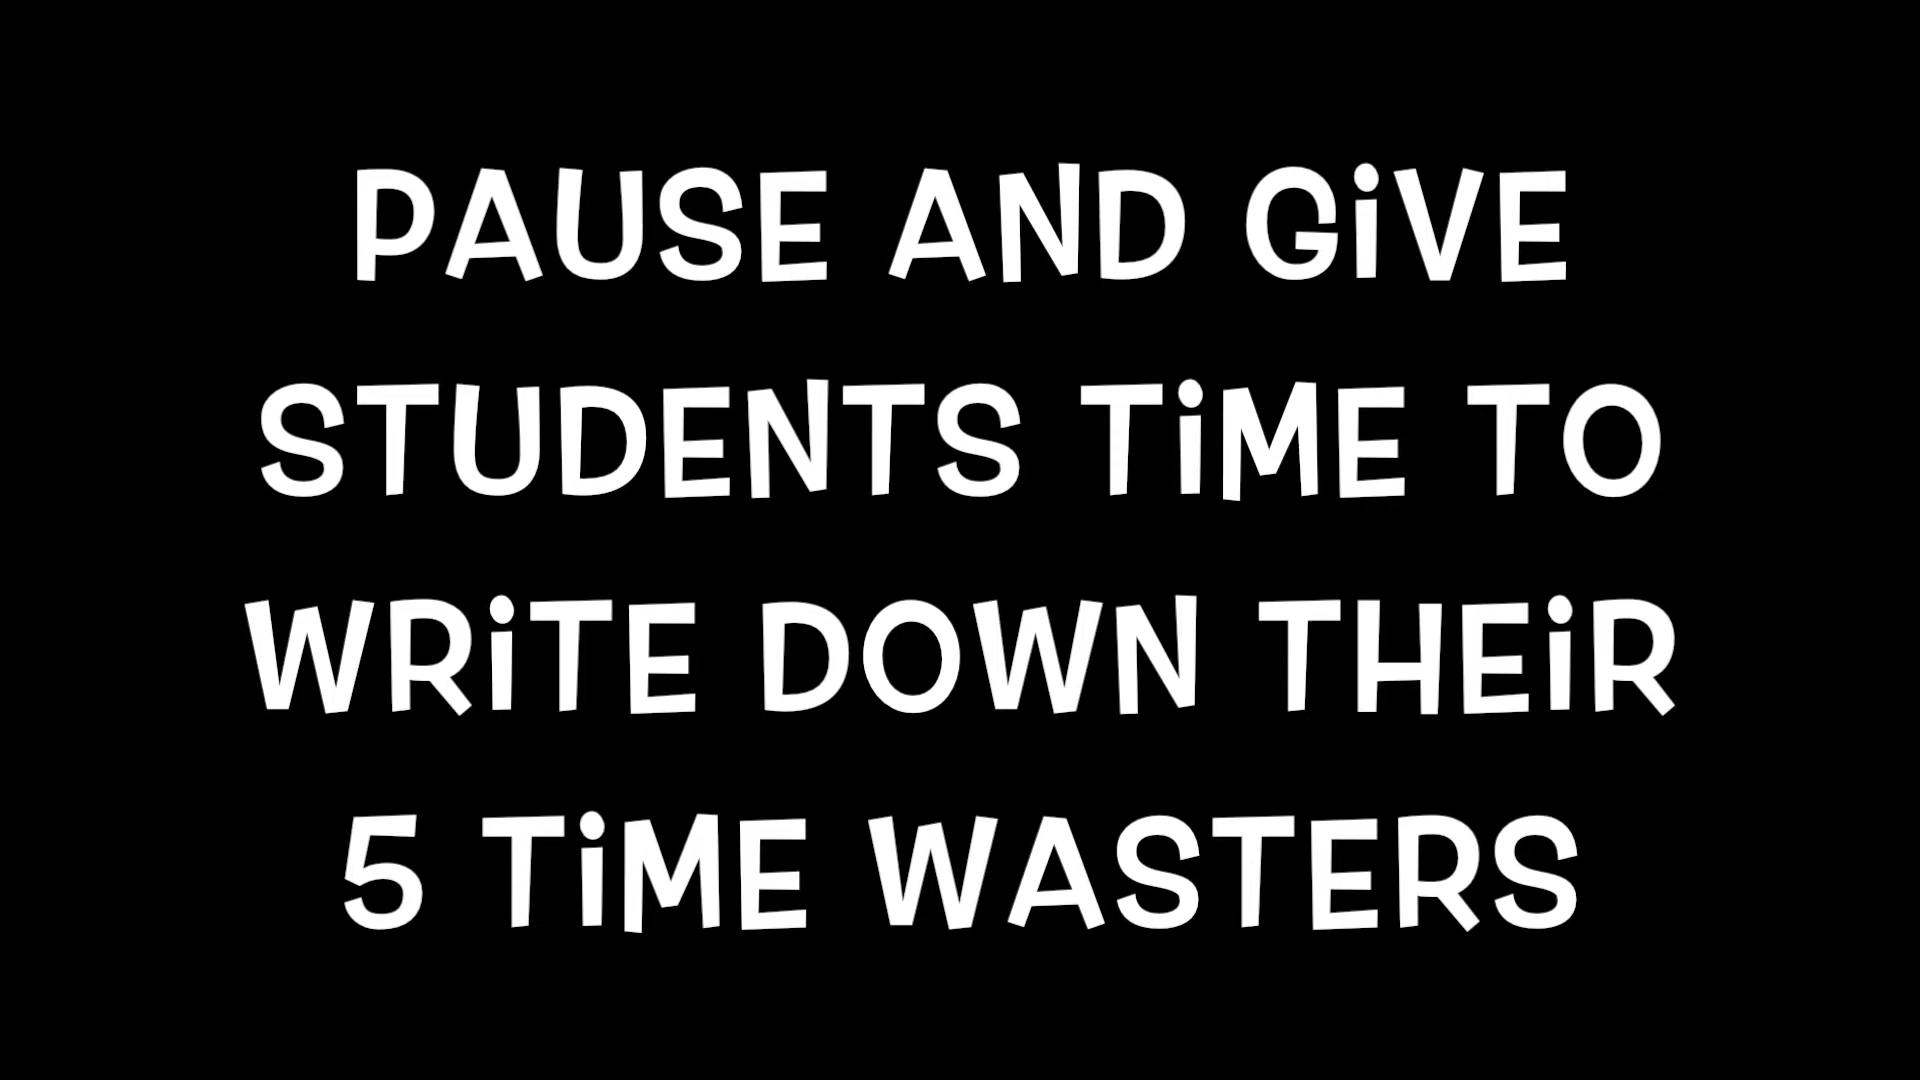 PAUSE AND GiVE
STUDENTS TiME TO
WRiTE DOWN THEiR
5 TiME WASTERS